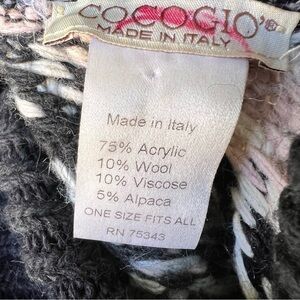 COCOGIO'®
MADE IN ITALY
Made in Italy
75% Acrylic
10% Wool
10% Viscose
5% Alpaca
ONE SIZE FITS ALL
RN 75343